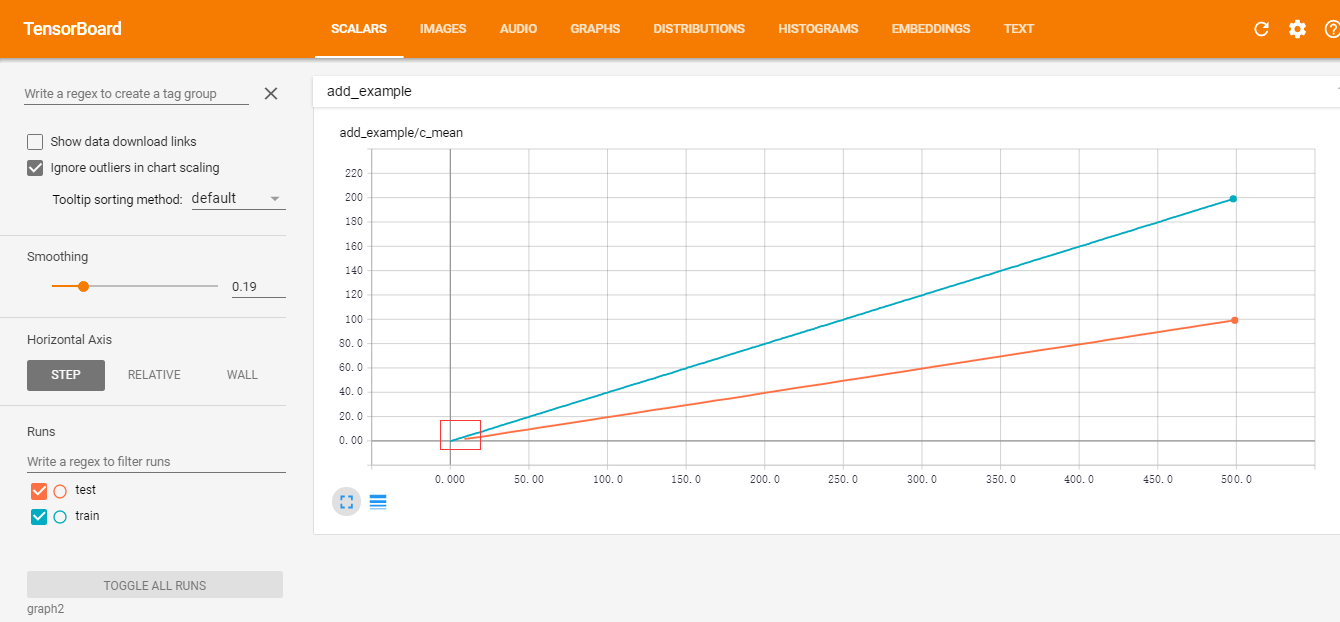 TensorBoard
SCALARS IMAGES AUDIO GRAPHS DISTRIBUTIONS HISTOGRAMS EMBEDDINGS TEXT
Write a regex to create a tag group
Show data download links
Ignore outliers in chart scaling
Tooltip sorting method: default
Smoothing
0.19
Horizontal Axis
STEP RELATIVE WALL
Runs
Write a regex to filter runs
test
train
TOGGLE ALL RUNS
graph2
add_example
add_example/c_mean
220
200
180
160
140
120
100
80.0
60.0
40.0
20.0
0.00
0.000 50.00 100.0 150.0 200.0 250.0 300.0 350.0 400.0 450.0 500.0